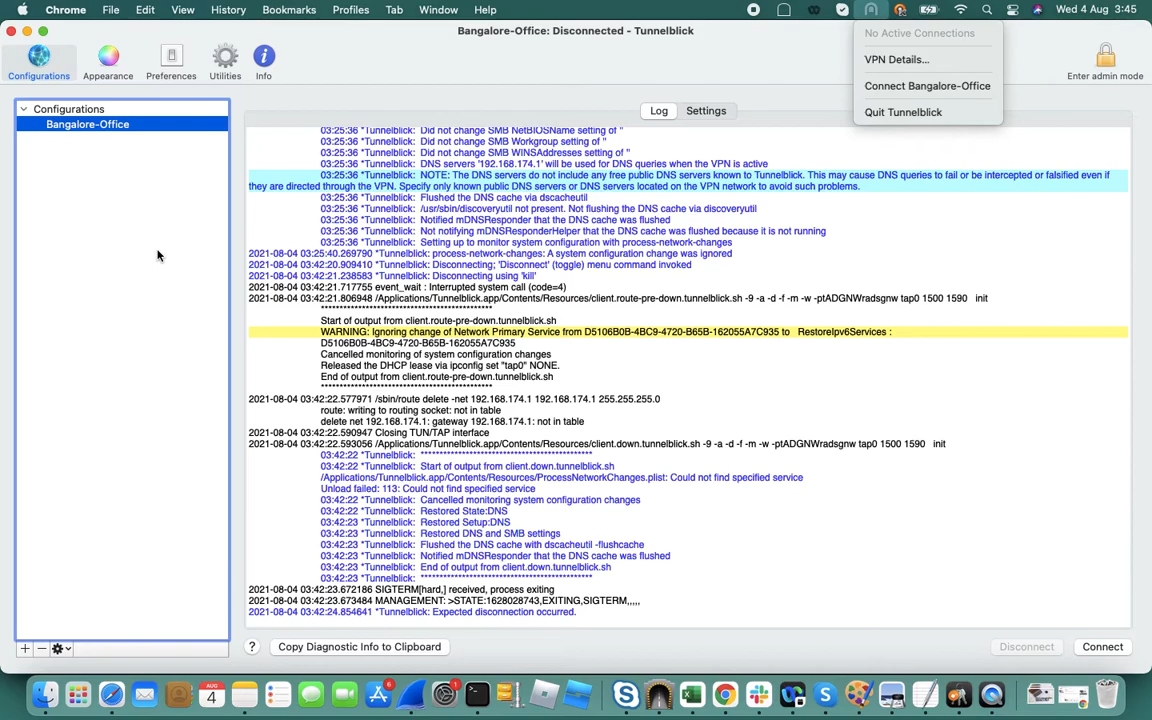 Chrome File Edit View History Bookmarks Profiles Tab Window Help Wed 4 Aug 3:45
Bangalore-Office: Disconnected - Tunnelblick
No Active Connections
VPN Details...
Connect Bangalore-Office
Quit Tunnelblick
Configurations Appearance Preferences Utilities Info Enter admin mode
Configurations
Bangalore-Office
Log Settings
03:25:36 *Tunnelblick: Did not change SMB NetBIOSName setting of ''
03:25:36 *Tunnelblick: Did not change SMB Workgroup setting of ''
03:25:36 *Tunnelblick: Did not change SMB WINSAddresses setting of ''
03:25:36 *Tunnelblick: DNS servers '192.168.174.1' will be used for DNS queries when the VPN is active
03:25:36 *Tunnelblick: NOTE: The DNS servers do not include any free public DNS servers known to Tunnelblick. This may cause DNS queries to fail or be intercepted or falsified even if
they are directed through the VPN. Specify only known public DNS servers or DNS servers located on the VPN network to avoid such problems.
03:25:36 *Tunnelblick: Flushed the DNS cache via dscacheutil
03:25:36 *Tunnelblick: /usr/sbin/discoveryutil not present. Not flushing the DNS cache via discoveryutil
03:25:36 *Tunnelblick: Notified mDNSResponder that the DNS cache was flushed
03:25:36 *Tunnelblick: Not notifying mDNSResponderHelper that the DNS cache was flushed because it is not running
03:25:36 *Tunnelblick: Setting up to monitor system configuration with process-network-changes
2021-08-04 03:25:40.269790 *Tunnelblick: process-network-changes: A system configuration change was ignored
2021-08-04 03:42:20.909410 *Tunnelblick: Disconnecting; 'Disconnect' (toggle) menu command invoked
2021-08-04 03:42:21.238583 *Tunnelblick: Disconnecting using 'kill'
2021-08-04 03:42:21.717755 event_wait : Interrupted system call (code=4)
2021-08-04 03:42:21.806948 /Applications/Tunnelblick.app/Contents/Resources/client.route-pre-down.tunnelblick.sh -9 -a -d -f -m -w -ptADGNWradsgnw tap0 1500 1590 init
**********************************************
Start of output from client.route-pre-down.tunnelblick.sh
WARNING: Ignoring change of Network Primary Service from D5106B0B-4BC9-4720-B65B-162055A7C935 to RestoreIpv6Services :
D5106B0B-4BC9-4720-B65B-162055A7C935
Cancelled monitoring of system configuration changes
Released the DHCP lease via ipconfig set "tap0" NONE.
End of output from client.route-pre-down.tunnelblick.sh
**********************************************
2021-08-04 03:42:22.577971 /sbin/route delete -net 192.168.174.1 192.168.174.1 255.255.255.0
route: writing to routing socket: not in table
delete net 192.168.174.1: gateway 192.168.174.1: not in table
2021-08-04 03:42:22.590947 Closing TUN/TAP interface
2021-08-04 03:42:22.593056 /Applications/Tunnelblick.app/Contents/Resources/client.down.tunnelblick.sh -9 -a -d -f -m -w -ptADGNWradsgnw tap0 1500 1590 init
03:42:22 *Tunnelblick: **********************************************
03:42:22 *Tunnelblick: Start of output from client.down.tunnelblick.sh
/Applications/Tunnelblick.app/Contents/Resources/ProcessNetworkChanges.plist: Could not find specified service
Unload failed: 113: Could not find specified service
03:42:22 *Tunnelblick: Cancelled monitoring system configuration changes
03:42:22 *Tunnelblick: Restored State:DNS
03:42:22 *Tunnelblick: Restored Setup:DNS
03:42:23 *Tunnelblick: Restored DNS and SMB settings
03:42:23 *Tunnelblick: Flushed the DNS cache with dscacheutil -flushcache
03:42:23 *Tunnelblick: Notified mDNSResponder that the DNS cache was flushed
03:42:23 *Tunnelblick: End of output from client.down.tunnelblick.sh
03:42:23 *Tunnelblick: **********************************************
2021-08-04 03:42:23.672186 SIGTERM[hard,] received, process exiting
2021-08-04 03:42:23.673484 MANAGEMENT: >STATE:1628028743,EXITING,SIGTERM,,,,,
2021-08-04 03:42:24.854641 *Tunnelblick: Expected disconnection occurred.
? Copy Diagnostic Info to Clipboard Disconnect Connect
AUG
4
6
1